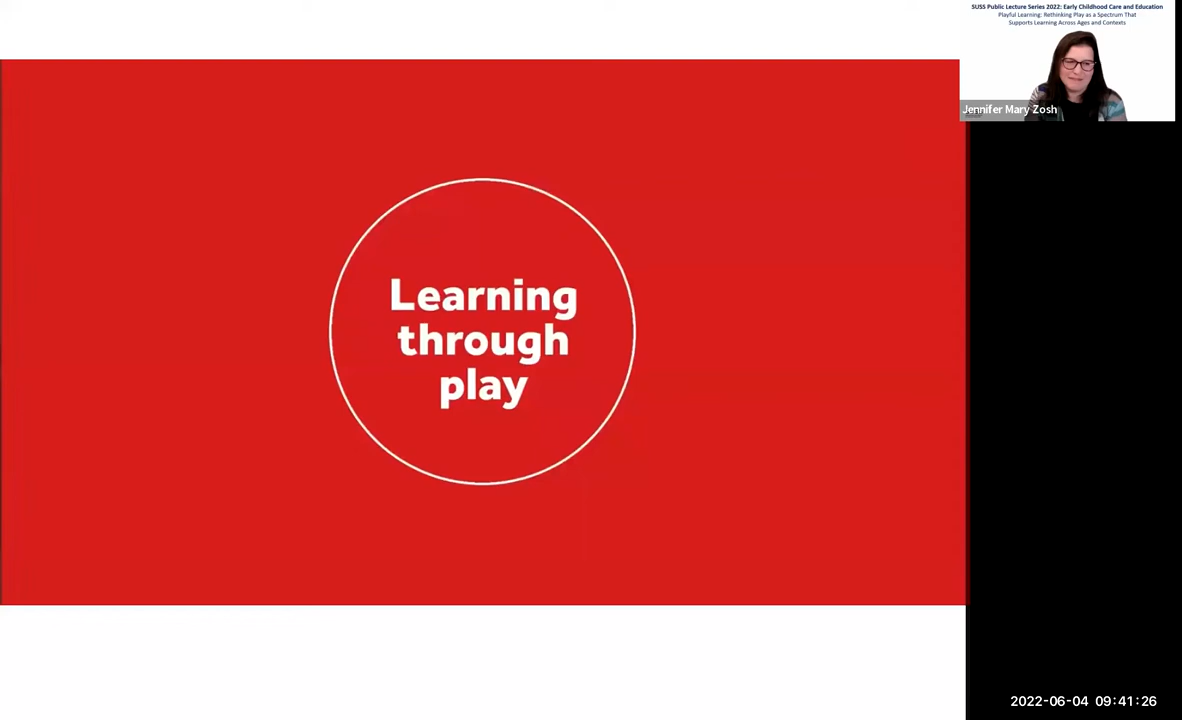 SUSS Public Lecture Series 2022: Early Childhood Care and Education
Playful Learning: Rethinking Play as a Spectrum That
Supports Learning Across Ages and Contexts
Jennifer Mary Zosh
Learning
through
play
2022-06-04 09:41:26